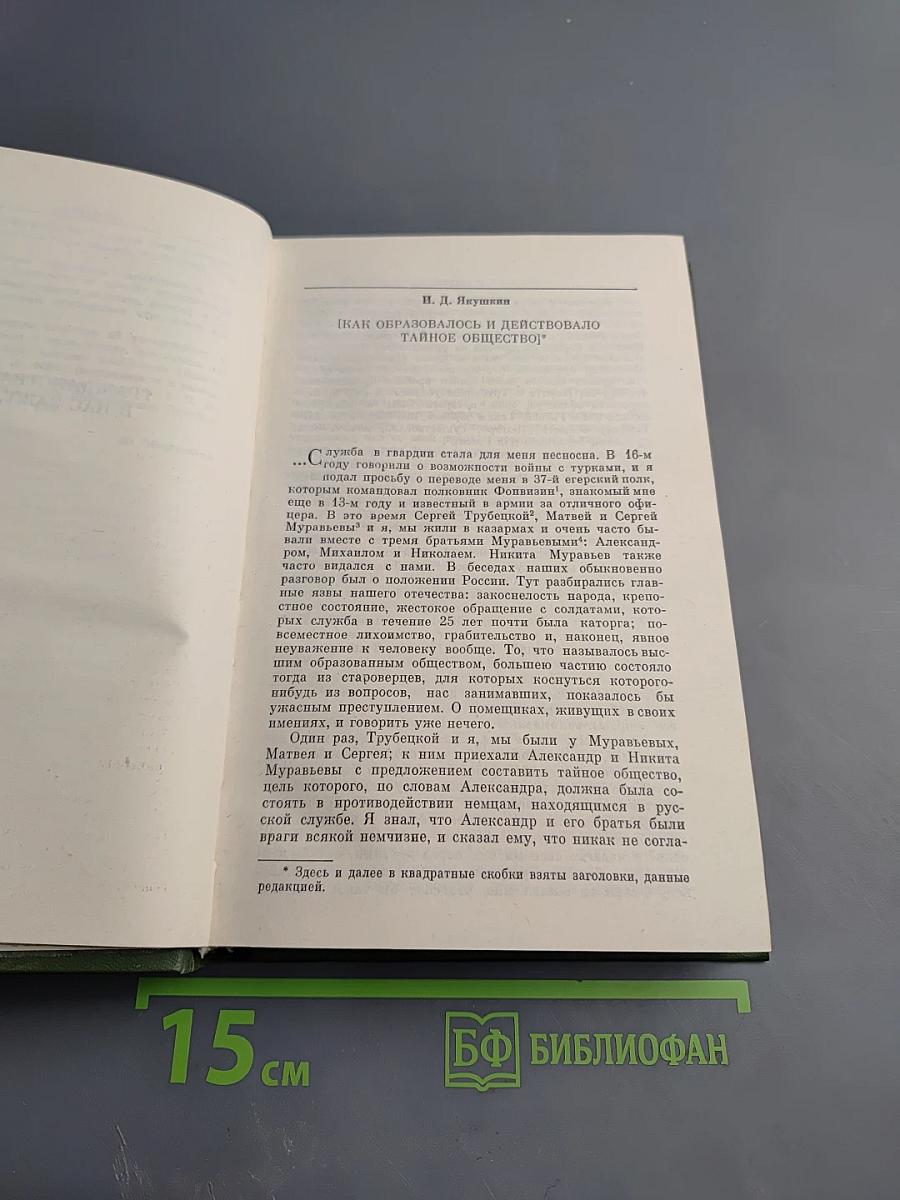 И. Д. Якушкин
[КАК ОБРАЗОВАЛОСЬ И ДЕЙСТВОВАЛО
ТАЙНОЕ ОБЩЕСТВО]*
...Служба в гвардии стала для меня несносна. В 16-м
году говорили о возможности войны с турками, и я
подал просьбу о переводе меня в 37-й егерский полк,
которым командовал полковник Фонвизин¹, знакомый мне
еще в 13-м году и известный в армии за отличного офи-
цера. В это время Сергей Трубецкой², Матвей и Сергей
Муравьевы³ и я, мы жили в казармах и очень часто бы-
вали вместе с тремя братьями Муравьевыми⁴: Александ-
ром, Михаилом и Николаем. Никита Муравьев также
часто видался с нами. В беседах наших обыкновенно
разговор был о положении России. Тут разбирались глав-
ные язвы нашего отечества: закоснелость народа, крепо-
стное состояние, жестокое обращение с солдатами, кото-
рых служба в течение 25 лет почти была каторга; по-
всеместное лихоимство, грабительство и, наконец, явное
неуважение к человеку вообще. То, что называлось выс-
шим образованным обществом, большею частию состояло
тогда из староверцев, для которых коснуться которого-
нибудь из вопросов, нас занимавших, показалось бы
ужасным преступлением. О помещиках, живущих в своих
имениях, и говорить уже нечего.
Один раз, Трубецкой и я, мы были у Муравьевых,
Матвея и Сергея; к ним приехали Александр и Никита
Муравьевы с предложением составить тайное общество,
цель которого, по словам Александра, должна была со-
стоять в противодействии немцам, находящимся в рус-
ской службе. Я знал, что Александр и его братья были
враги всякой немчизне, и сказал ему, что никак не согла-
* Здесь и далее в квадратные скобки взяты заголовки, данные
редакцией.
15 см
БФ БИБЛИОФАН